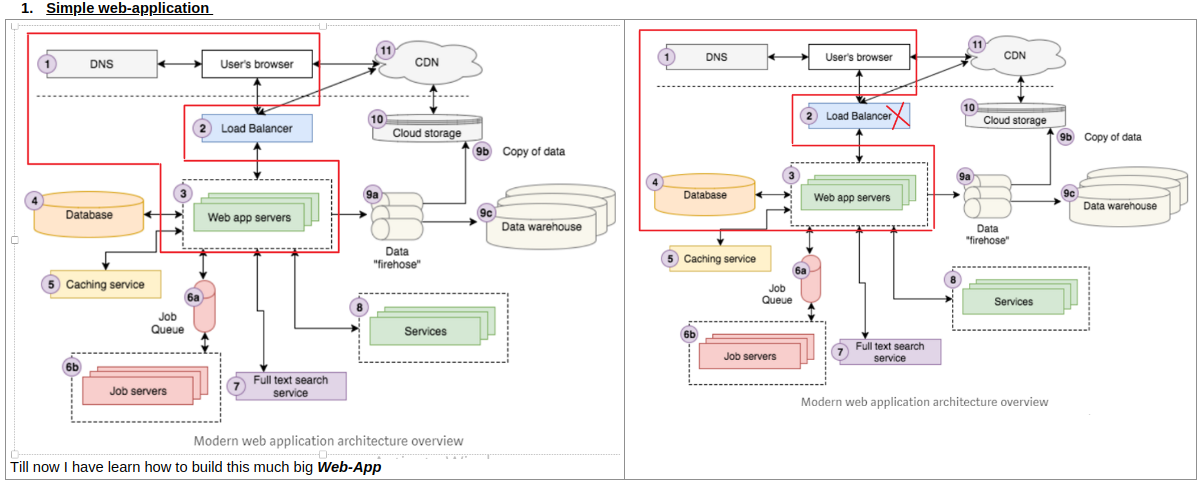 1. Simple web-application
1 DNS
User's browser
11 CDN
2 Load Balancer
10 Cloud storage
9b Copy of data
3 Web app servers
4 Database
9a Data
"firehose"
9c Data warehouse
5 Caching service
6a Job
Queue
8 Services
6b Job servers
7 Full text search
service
Modern web application architecture overview
Till now I have learn how to build this much big Web-App
1 DNS
User's browser
11 CDN
2 Load Balancer
10 Cloud storage
9b Copy of data
3 Web app servers
4 Database
9a Data
"firehose"
9c Data warehouse
5 Caching service
6a Job
Queue
8 Services
6b Job servers
7 Full text search
service
Modern web application architecture overview